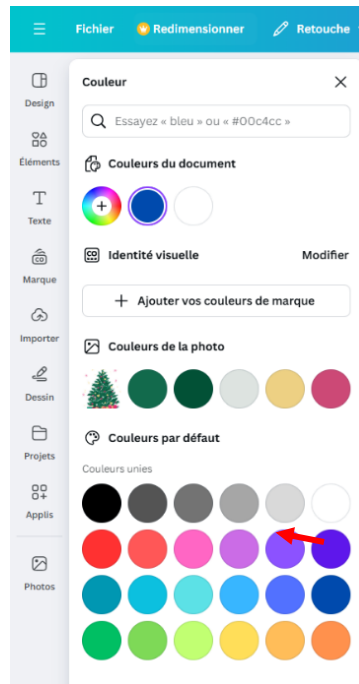 Fichier
Redimensionner
Retouche
Design
Éléments
Texte
Marque
Importer
Dessin
Projets
Applis
Photos
Couleur
Essayez « bleu » ou « #00c4cc »
Couleurs du document
CO Identité visuelle Modifier
+ Ajouter vos couleurs de marque
Couleurs de la photo
Couleurs par défaut
Couleurs unies